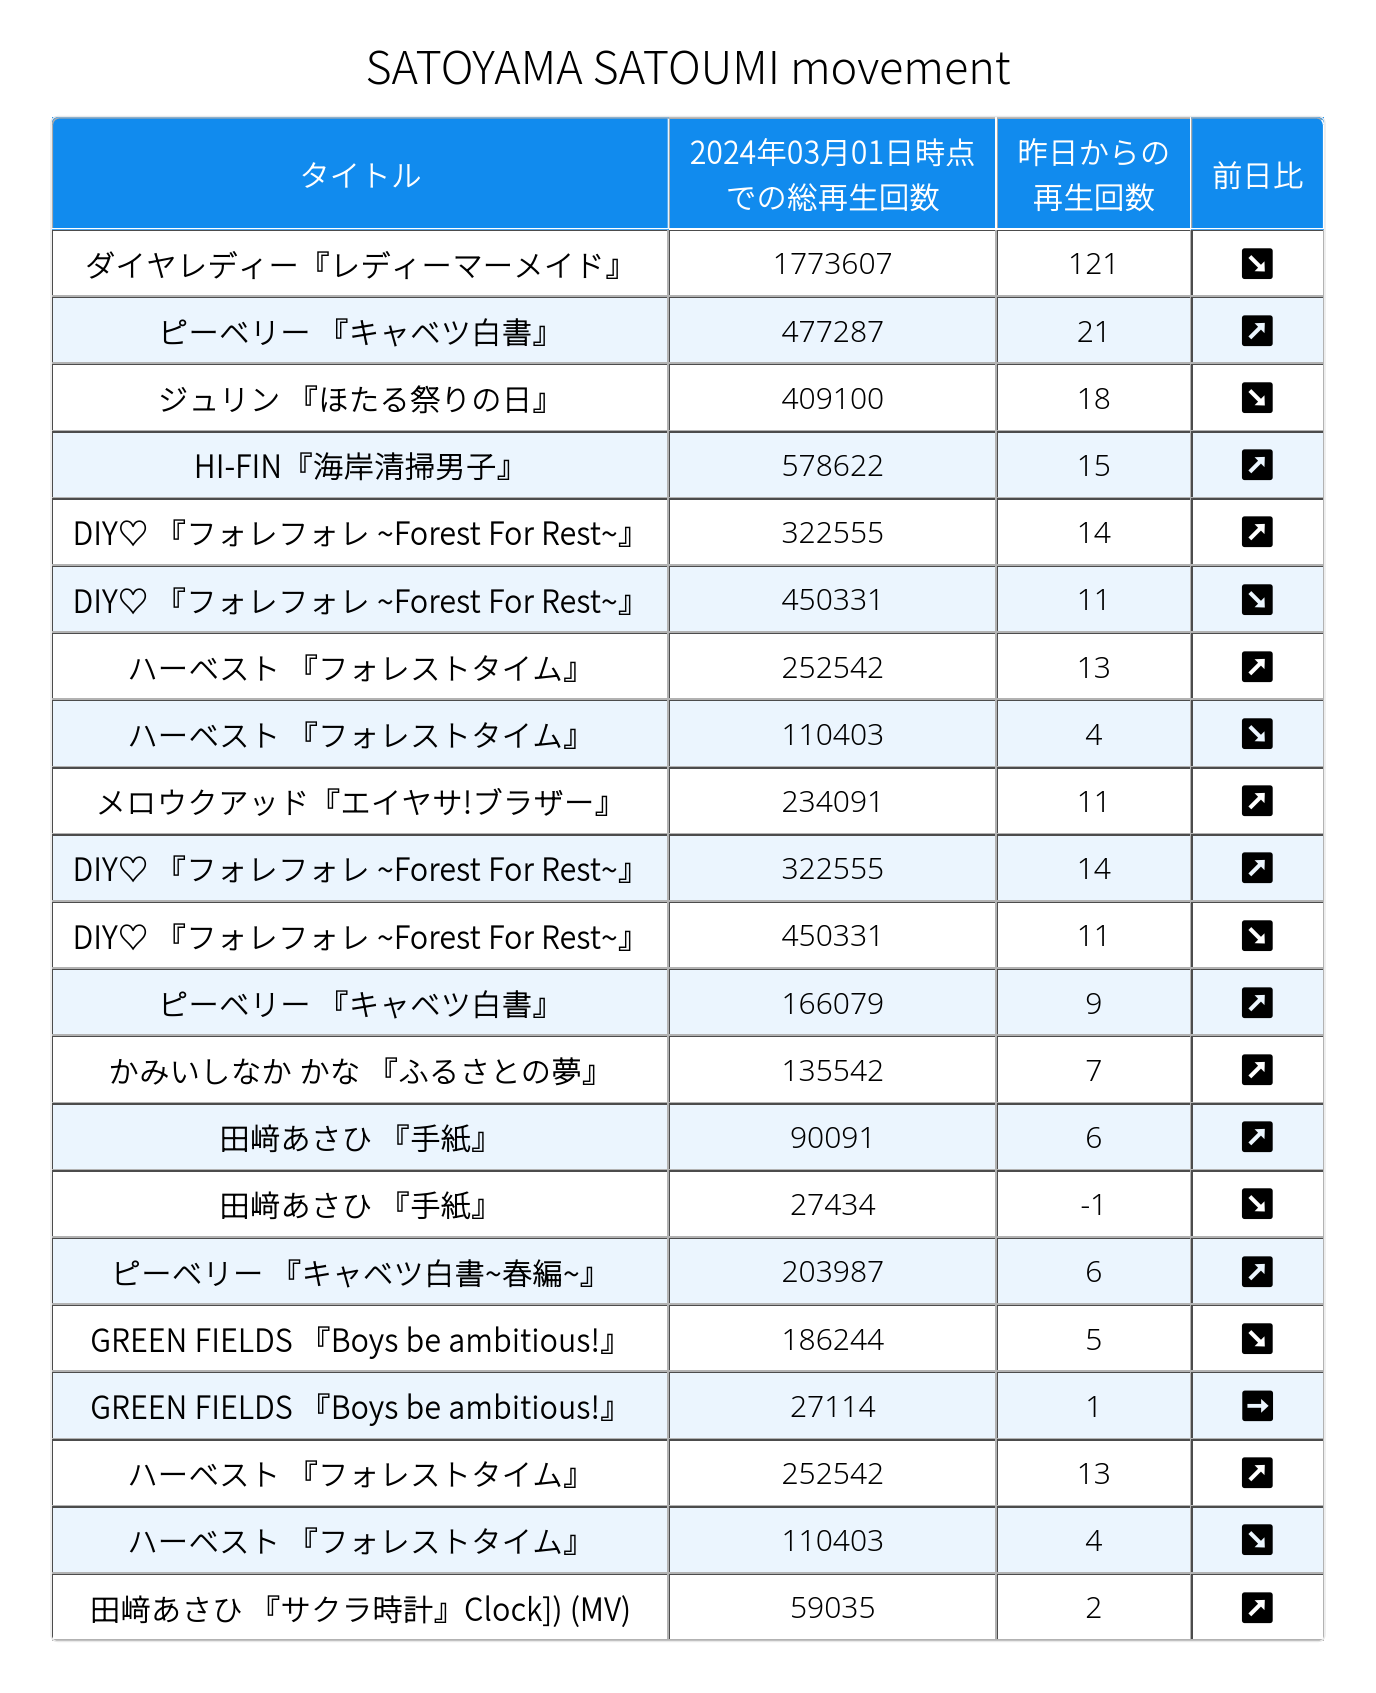 SATOYAMA SATOUMI movement
タイトル 2024年03月01日時点での総再生回数 昨日からの再生回数 前日比
ダイヤレディー『レディーマーメイド』 1773607 121 ↘
ピーベリー 『キャベツ白書』 477287 21 ↗
ジュリン 『ほたる祭りの日』 409100 18 ↘
HI-FIN『海岸清掃男子』 578622 15 ↗
DIY♡ 『フォレフォレ ~Forest For Rest~』 322555 14 ↗
DIY♡ 『フォレフォレ ~Forest For Rest~』 450331 11 ↘
ハーベスト 『フォレストタイム』 252542 13 ↗
ハーベスト 『フォレストタイム』 110403 4 ↘
メロウクアッド『エイヤサ!ブラザー』 234091 11 ↗
DIY♡ 『フォレフォレ ~Forest For Rest~』 322555 14 ↗
DIY♡ 『フォレフォレ ~Forest For Rest~』 450331 11 ↘
ピーベリー 『キャベツ白書』 166079 9 ↗
かみいしなか かな 『ふるさとの夢』 135542 7 ↗
田﨑あさひ 『手紙』 90091 6 ↗
田﨑あさひ 『手紙』 27434 -1 ↘
ピーベリー 『キャベツ白書~春編~』 203987 6 ↗
GREEN FIELDS 『Boys be ambitious!』 186244 5 ↘
GREEN FIELDS 『Boys be ambitious!』 27114 1 →
ハーベスト 『フォレストタイム』 252542 13 ↗
ハーベスト 『フォレストタイム』 110403 4 ↘
田﨑あさひ 『サクラ時計』Clock]) (MV) 59035 2 ↗